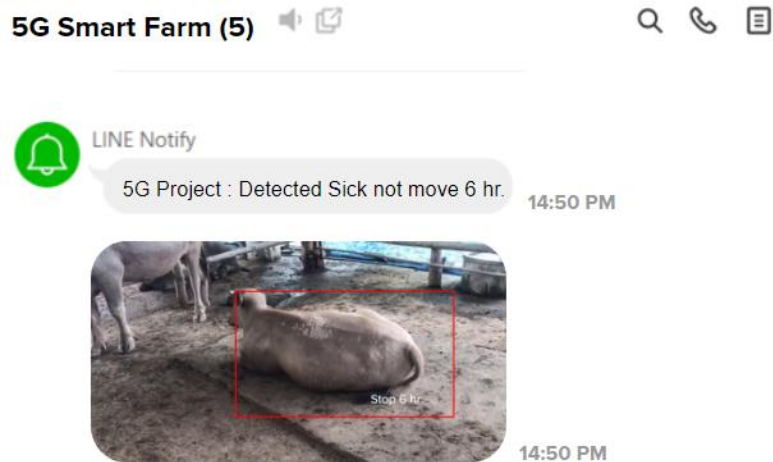 5G Smart Farm (5)
LINE Notify
5G Project : Detected Sick not move 6 hr.
14:50 PM
Stop 6 hr
14:50 PM